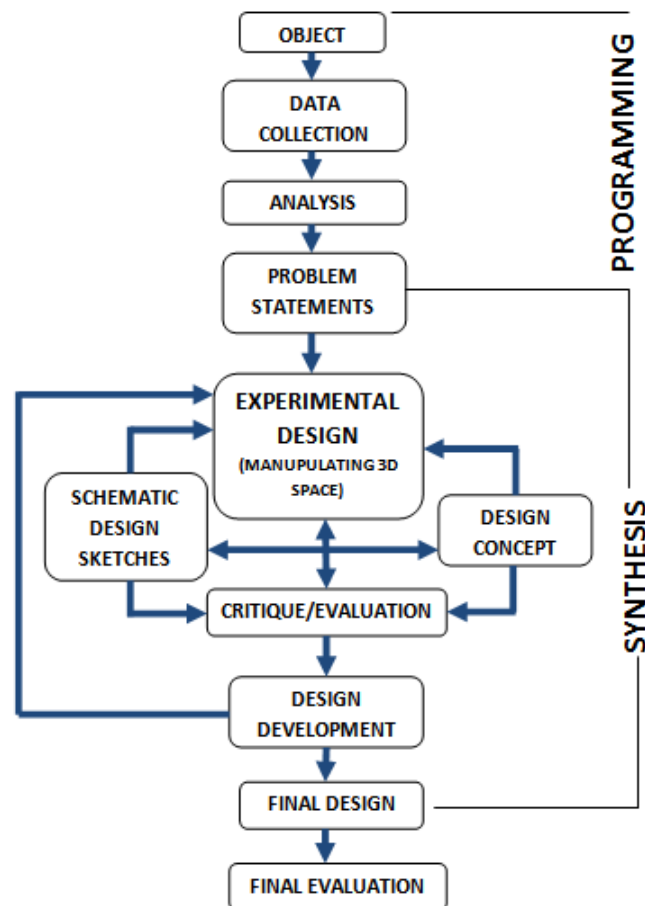 OBJECT
DATA
COLLECTION
ANALYSIS
PROBLEM
STATEMENTS
EXPERIMENTAL
DESIGN
(MANUPULATING 3D
SPACE)
SCHEMATIC
DESIGN
SKETCHES
DESIGN
CONCEPT
CRITIQUE/EVALUATION
DESIGN
DEVELOPMENT
FINAL DESIGN
FINAL EVALUATION
PROGRAMMING
SYNTHESIS